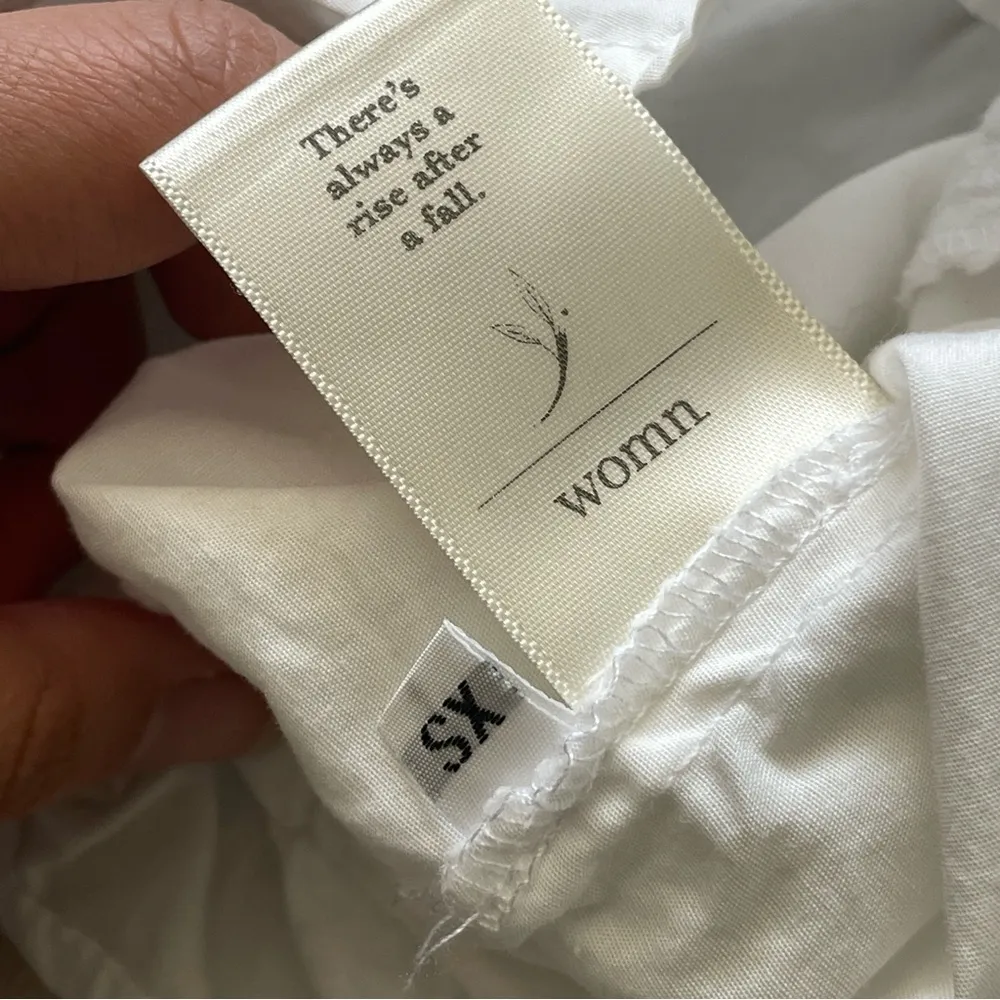 There's
always a
rise after
a fall.
womn
XS